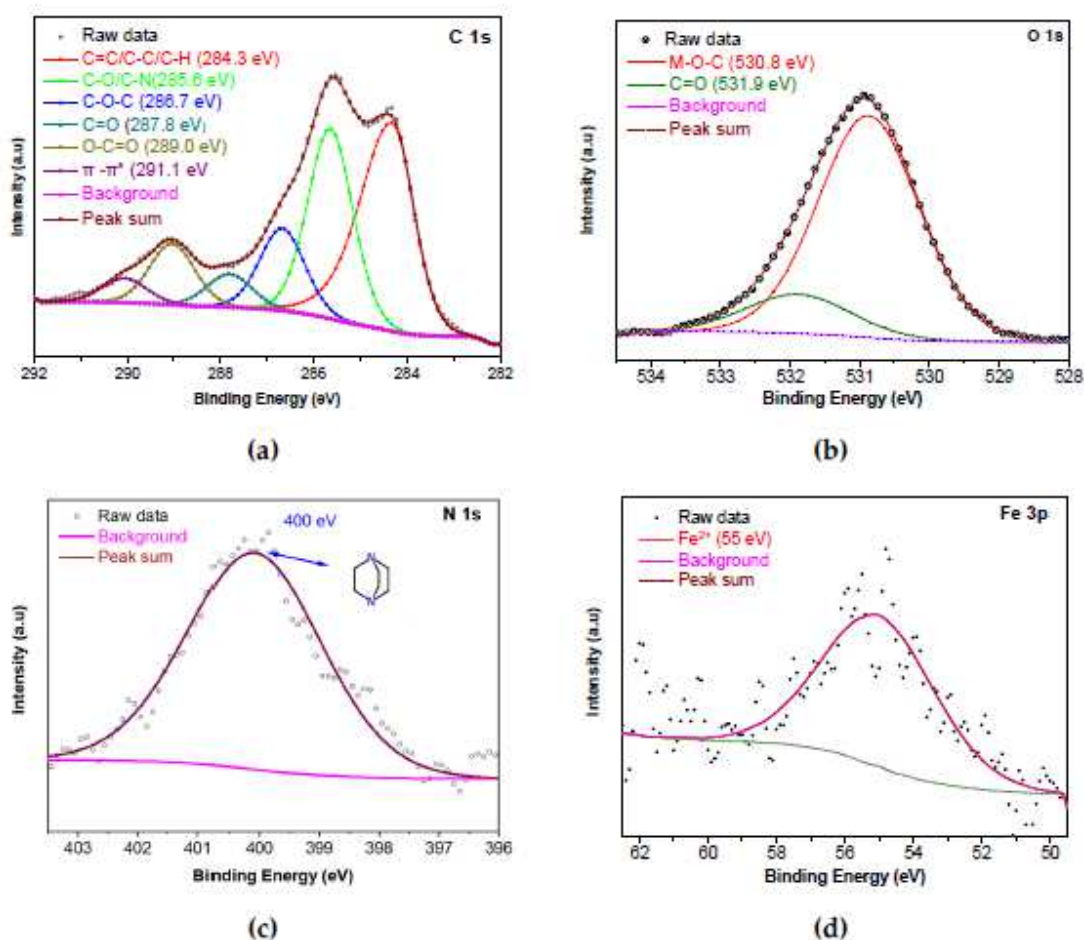 C 1s
Raw data
C=C/C-C/C-H (284.3 eV)
C-O/C-N(285.6 eV)
C-O-C (286.7 eV)
C=O (287.8 eV)
O-C=O (289.0 eV)
π -π* (291.1 eV
Background
Peak sum
Intensity (a.u)
292 290 288 286 284 282
Binding Energy (eV)
(a)
O 1s
Raw data
M-O-C (530.8 eV)
C=O (531.9 eV)
Background
Peak sum
Intensity (a.u)
534 533 532 531 530 529 528
Binding Energy (eV)
(b)
N 1s
Raw data
Background
Peak sum
400 eV
N
N
Intensity (a.u)
403 402 401 400 399 398 397 396
Binding Energy (eV)
(c)
Fe 3p
Raw data
Fe²⁺ (55 eV)
Background
Peak sum
Intensity (a.u)
62 60 58 56 54 52 50
Binding Energy (eV)
(d)